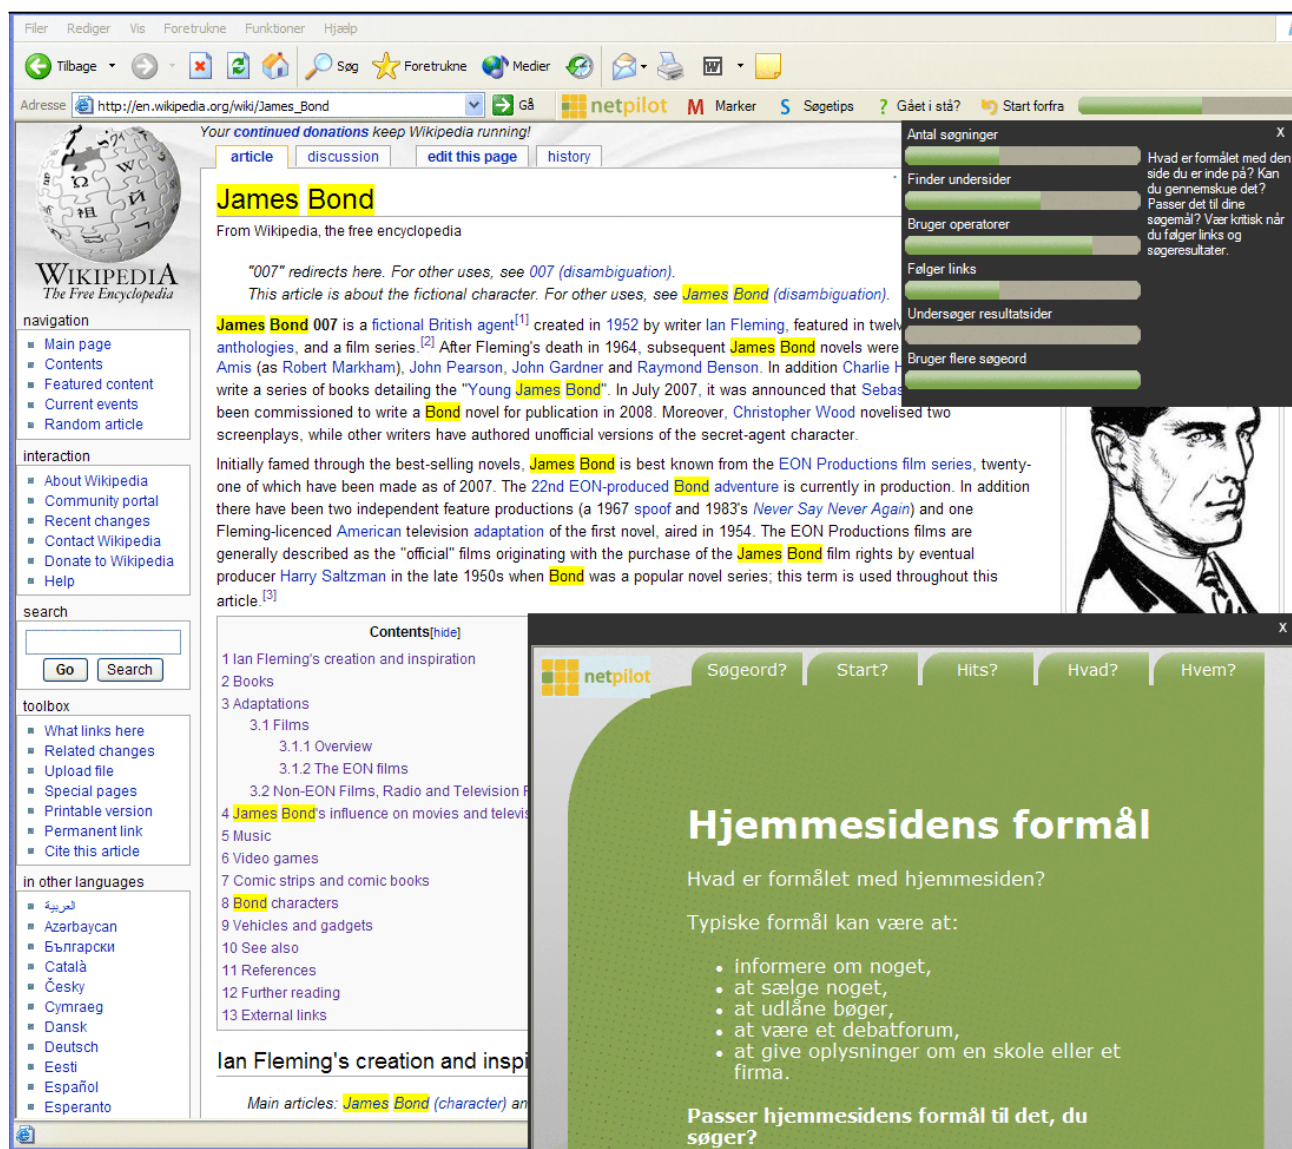 Filer Rediger Vis Foretrukne Funktioner Hjælp
Tilbage Søg Foretrukne Medier
Adresse http://en.wikipedia.org/wiki/James_Bond Gå netpilot M Marker S Søgetips ? Gået i stå? Start forfra
Your continued donations keep Wikipedia running!
article discussion edit this page history
James Bond
From Wikipedia, the free encyclopedia
"007" redirects here. For other uses, see 007 (disambiguation).
This article is about the fictional character. For other uses, see James Bond (disambiguation).
James Bond 007 is a fictional British agent[1] created in 1952 by writer Ian Fleming, featured in twelv
anthologies, and a film series.[2] After Fleming's death in 1964, subsequent James Bond novels were
Amis (as Robert Markham), John Pearson, John Gardner and Raymond Benson. In addition Charlie H
write a series of books detailing the "Young James Bond". In July 2007, it was announced that Sebas
been commissioned to write a Bond novel for publication in 2008. Moreover, Christopher Wood novelised two
screenplays, while other writers have authored unofficial versions of the secret-agent character.
Initially famed through the best-selling novels, James Bond is best known from the EON Productions film series, twenty-
one of which have been made as of 2007. The 22nd EON-produced Bond adventure is currently in production. In addition
there have been two independent feature productions (a 1967 spoof and 1983's Never Say Never Again) and one
Fleming-licenced American television adaptation of the first novel, aired in 1954. The EON Productions films are
generally described as the "official" films originating with the purchase of the James Bond film rights by eventual
producer Harry Saltzman in the late 1950s when Bond was a popular novel series; this term is used throughout this
article.[3]
Contents[hide]
1 Ian Fleming's creation and inspiration
2 Books
3 Adaptations
3.1 Films
3.1.1 Overview
3.1.2 The EON films
3.2 Non-EON Films, Radio and Television
4 James Bond's influence on movies and televis
5 Music
6 Video games
7 Comic strips and comic books
8 Bond characters
9 Vehicles and gadgets
10 See also
11 References
12 Further reading
13 External links
Ian Fleming's creation and inspi
Main articles: James Bond (character) an
WIKIPEDIA
The Free Encyclopedia
navigation
Main page
Contents
Featured content
Current events
Random article
interaction
About Wikipedia
Community portal
Recent changes
Contact Wikipedia
Donate to Wikipedia
Help
search
Go Search
toolbox
What links here
Related changes
Upload file
Special pages
Printable version
Permanent link
Cite this article
in other languages
العربية
Azərbaycan
Български
Català
Česky
Cymraeg
Dansk
Deutsch
Eesti
Español
Esperanto
Antal søgninger
Finder undersider
Bruger operatorer
Følger links
Undersøger resultatsider
Bruger flere søgeord
X
Hvad er formålet med den
side du er inde på? Kan
du gennemskue det?
Passer det til dine
søgemål? Vær kritisk når
du følger links og
søgeresultater.
X
netpilot
Søgeord? Start? Hits? Hvad? Hvem?
Hjemmesidens formål
Hvad er formålet med hjemmesiden?
Typiske formål kan være at:
informere om noget,
at sælge noget,
at udlåne bøger,
at være et debatforum,
at give oplysninger om en skole eller et
firma.
Passer hjemmesidens formål til det, du
søger?